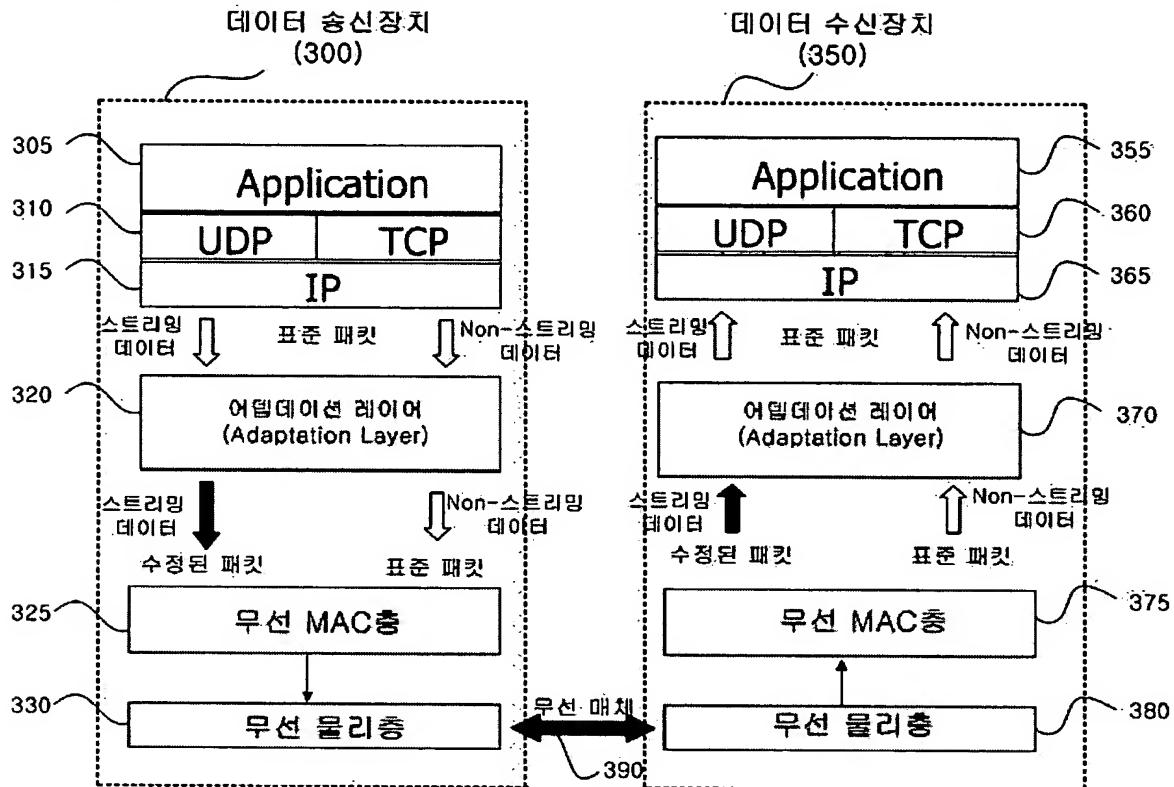 데이터 송신장치
(300)
305
Application
310
UDP
TCP
315
IP
스트리밍
데이터
표준 패킷
Non-스트리밍
데이터
320
어댑데이션 레이어
(Adaptation Layer)
스트리밍
데이터
Non-스트리밍
데이터
수정된 패킷
표준 패킷
325
무선 MAC층
330
무선 물리층
무선 매체
390
데이터 수신장치
(350)
Application
355
UDP
TCP
360
IP
365
스트리밍
데이터
표준 패킷
Non-스트리밍
데이터
어뎁데이션 레이어
(Adaptation Layer)
370
스트리밍
데이터
Non-스트리밍
데이터
수정된 패킷
표준 패킷
무선 MAC층
375
무선 물리층
380